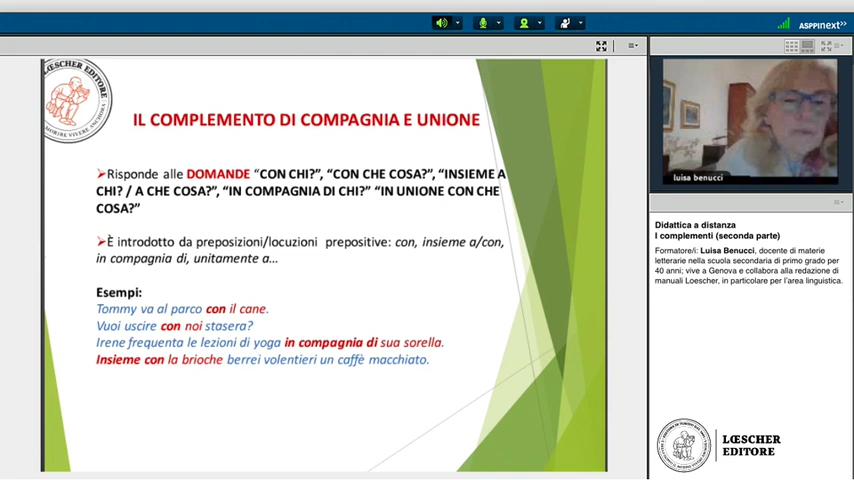 ASPPInext>>
LŒSCHER EDITORE
IL COMPLEMENTO DI COMPAGNIA E UNIONE
➢Risponde alle DOMANDE "CON CHI?", "CON CHE COSA?", "INSIEME A
CHI? / A CHE COSA?", "IN COMPAGNIA DI CHI?" "IN UNIONE CON CHE
COSA?"
➢È introdotto da preposizioni/locuzioni prepositive: con, insieme a/con,
in compagnia di, unitamente a...
Esempi:
Tommy va al parco con il cane.
Vuoi uscire con noi stasera?
Irene frequenta le lezioni di yoga in compagnia di sua sorella.
Insieme con la brioche berrei volentieri un caffè macchiato.
luisa benucci
Didattica a distanza
I complementi (seconda parte)
Formatore/i: Luisa Benucci, docente di materie
letterarie nella scuola secondaria di primo grado per
40 anni; vive a Genova e collabora alla redazione di
manuali Loescher, in particolare per l'area linguistica.
LŒSCHER
EDITORE